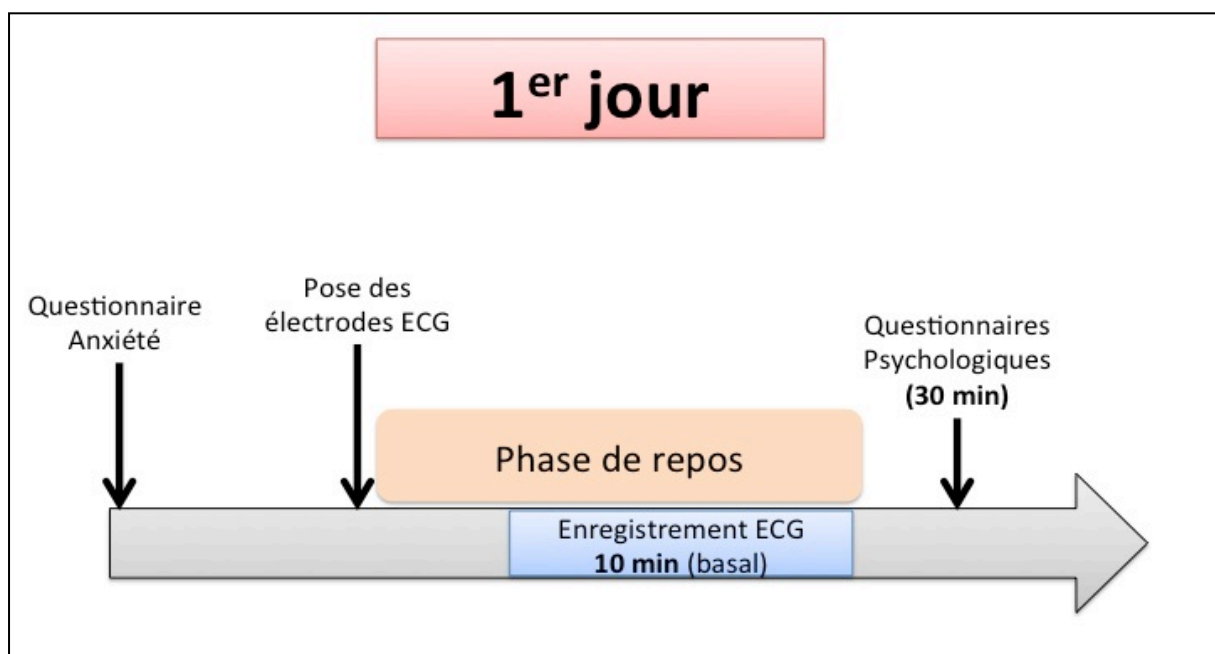 1er jour
Questionnaire
Anxiété
Pose des
électrodes ECG
Questionnaires
Psychologiques
(30 min)
Phase de repos
Enregistrement ECG
10 min (basal)